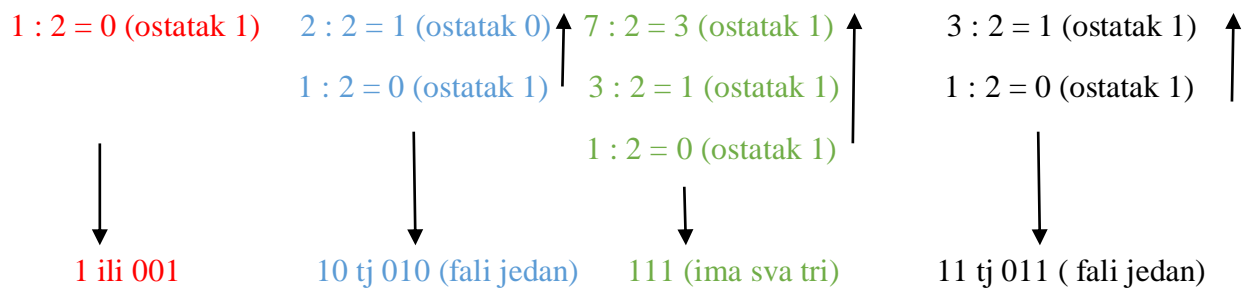 1 : 2 = 0 (ostatak 1)
2 : 2 = 1 (ostatak 0)
7 : 2 = 3 (ostatak 1)
3 : 2 = 1 (ostatak 1)
1 : 2 = 0 (ostatak 1)
3 : 2 = 1 (ostatak 1)
1 : 2 = 0 (ostatak 1)
1 : 2 = 0 (ostatak 1)
1 ili 001
10 tj 010 (fali jedan)
111 (ima sva tri)
11 tj 011 ( fali jedan)